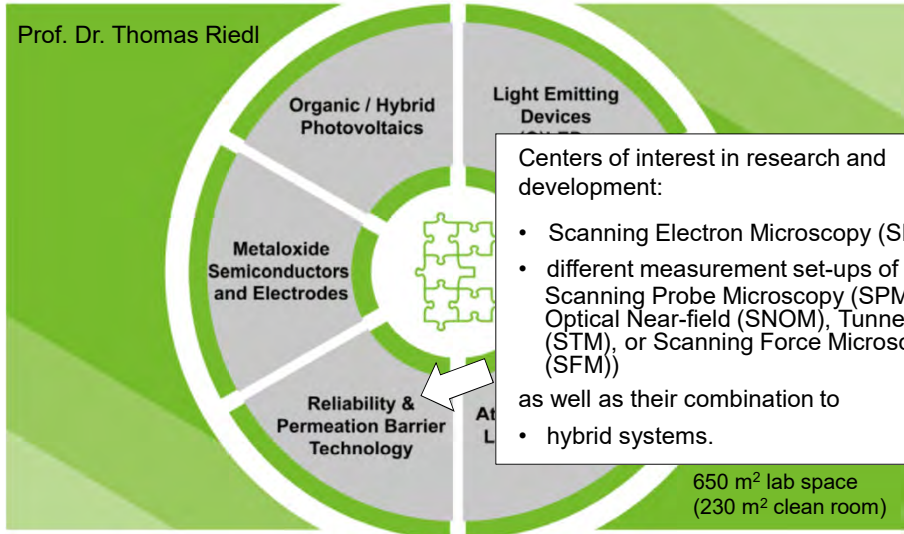 Prof. Dr. Thomas Riedl
Organic / Hybrid
Photovoltaics
Light Emitting
Devices
Metaloxide
Semiconductors
and Electrodes
Reliability &
Permeation Barrier
Technology
Centers of interest in research and
development:
• Scanning Electron Microscopy
• different measurement set-ups of
Scanning Probe Microscopy (SPM
Optical Near-field (SNOM),
(STM), or Scanning Force
(SFM))
as well as their combination to
• hybrid systems.
650 m² lab space
(230 m² clean room)